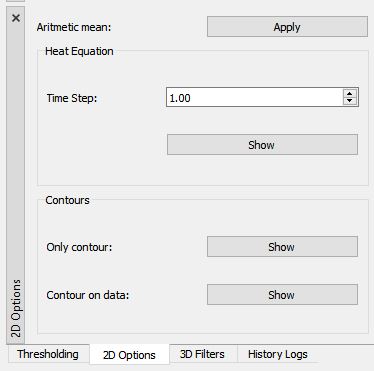 Aritmetic mean:
Apply
Heat Equation
Time Step:
1.00
Show
Contours
Only contour:
Show
Contour on data:
Show
2D Options
Thresholding
2D Options
3D Filters
History Logs